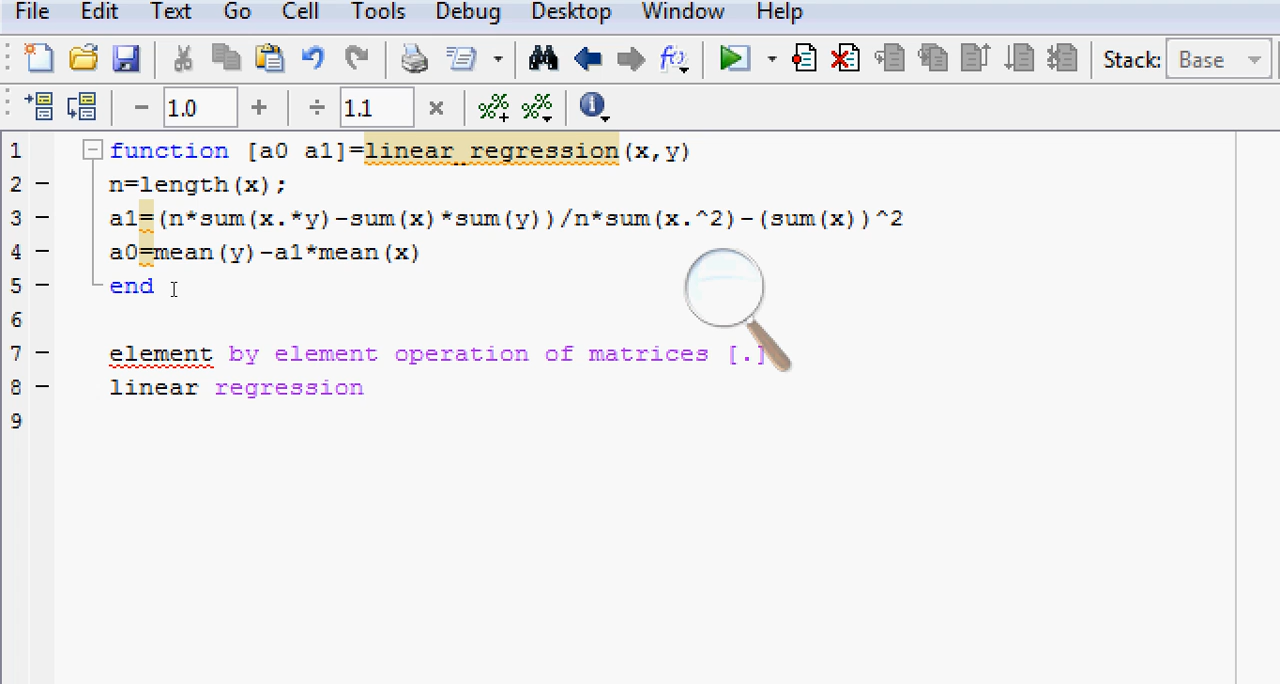 File Edit Text Go Cell Tools Debug Desktop Window Help
Stack: Base
1.0 1.1
1 function [a0 a1]=linear_regression(x,y)
2 n=length(x);
3 a1=(n*sum(x.*y)-sum(x)*sum(y))/n*sum(x.^2)-(sum(x))^2
4 a0=mean(y)-a1*mean(x)
5 end
6
7 element by element operation of matrices [.]
8 linear regression
9